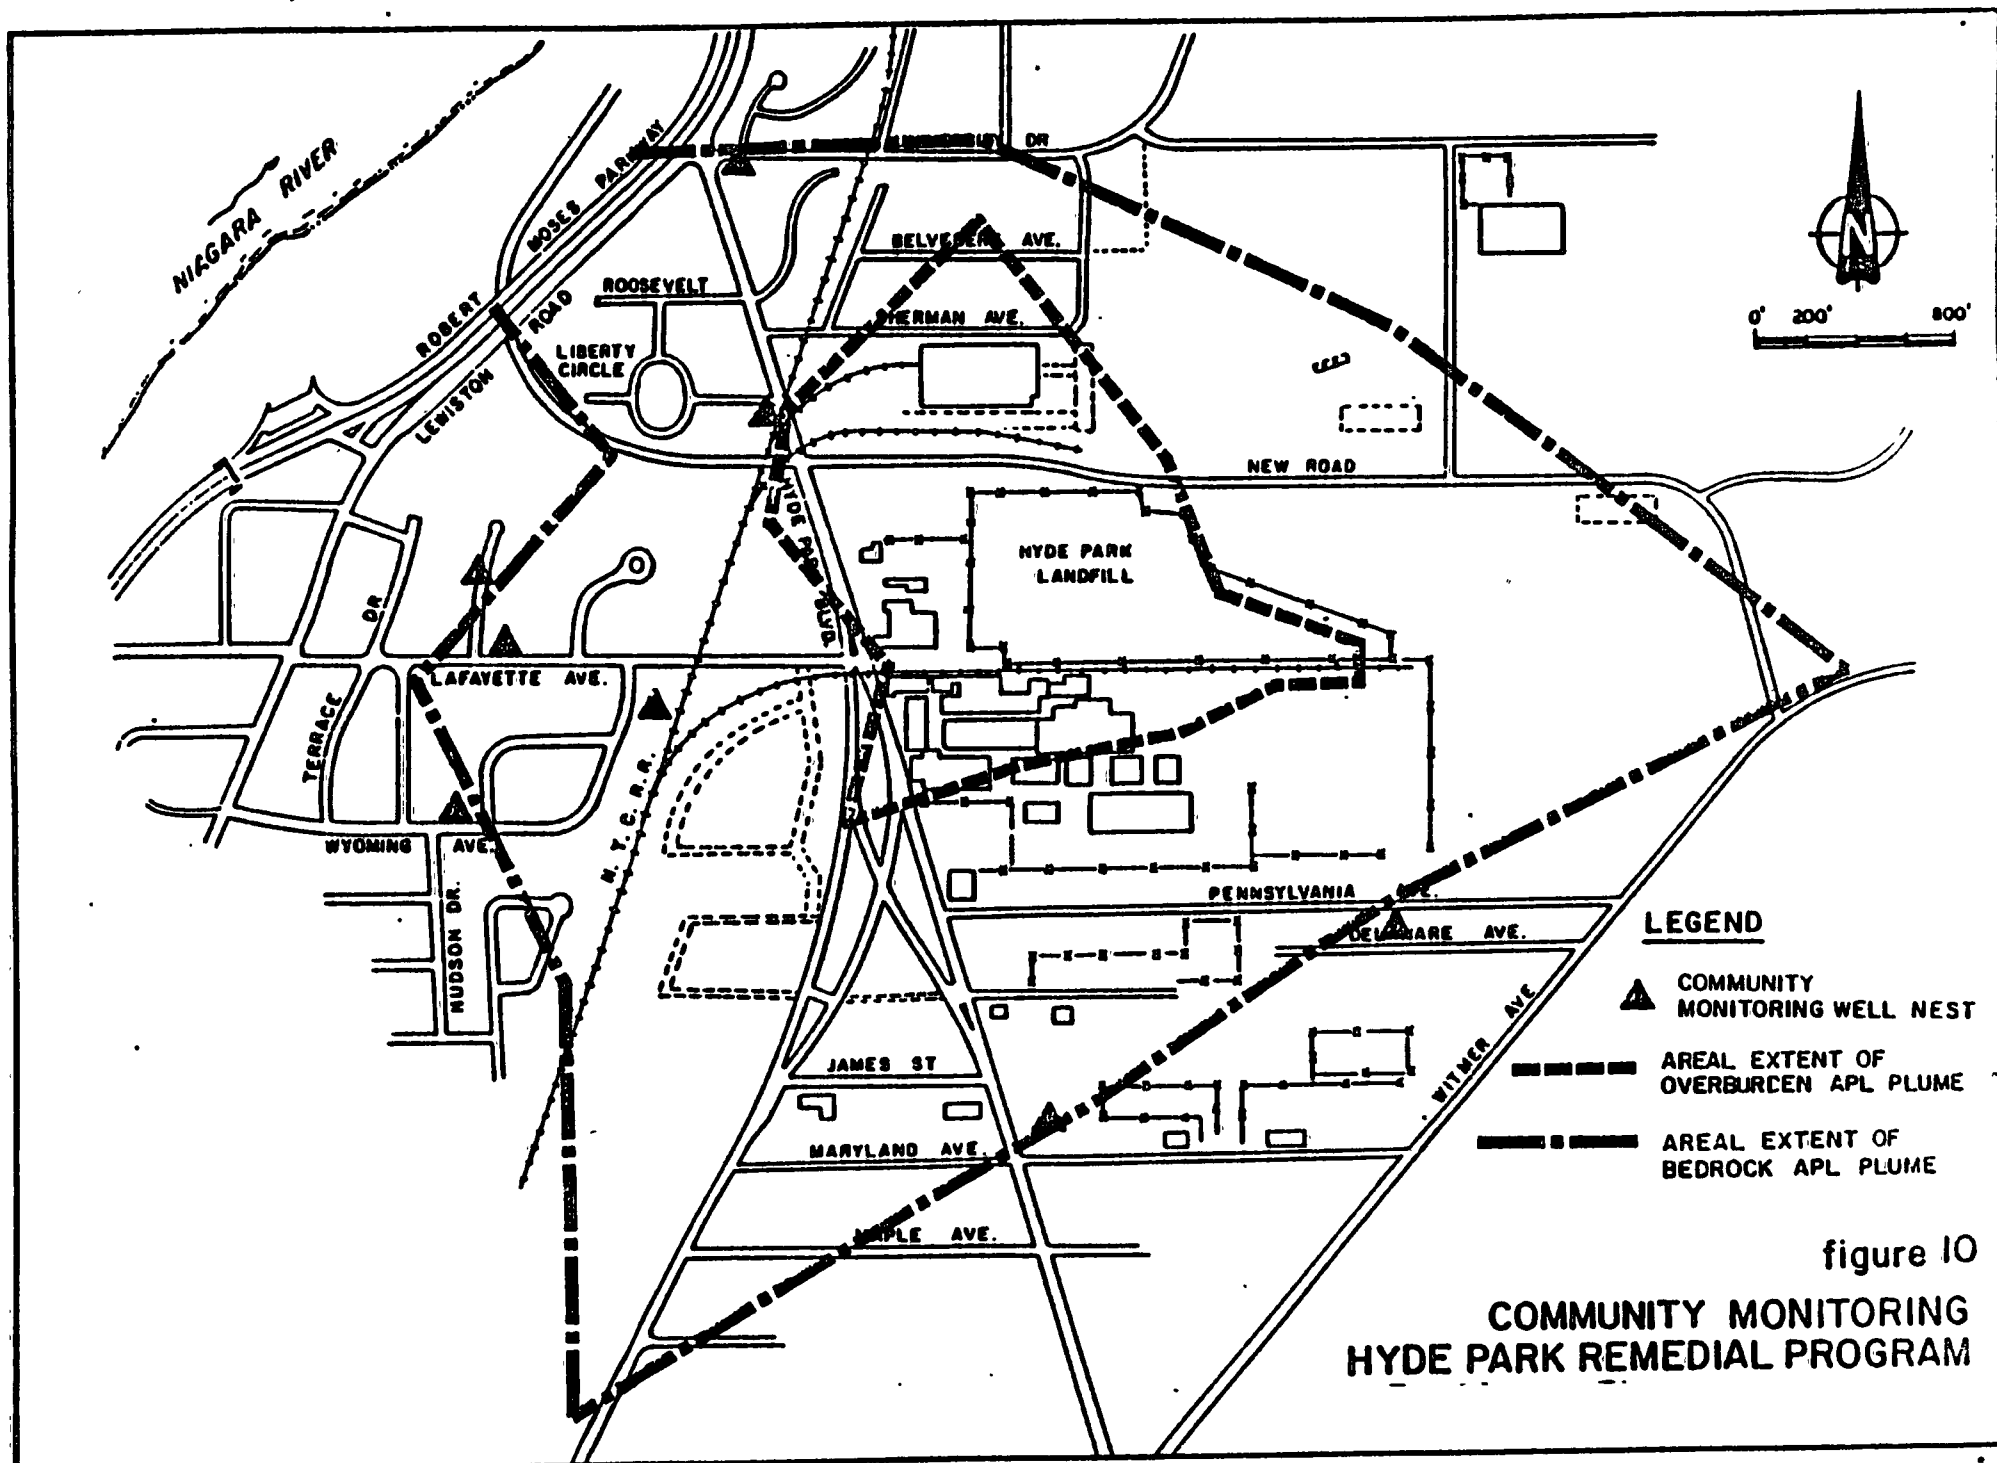 NIAGARA RIVER
ROBERT MOSES PARKWAY
LEWISTON ROAD
DR
BELVEDERE AVE.
ROOSEVELT
SHERMAN AVE.
LIBERTY
CIRCLE
NEW ROAD
HYDE PARK BLVD.
HYDE PARK
LANDFILL
TERRACE DR
LAFAYETTE AVE.
N. Y. C. R. R.
WYOMING AVE.
HUDSON DR.
PENNSYLVANIA AVE.
DELAWARE AVE.
WITMER AVE
JAMES ST
MARYLAND AVE.
MAPLE AVE.
N
0' 200' 800'
LEGEND
COMMUNITY
MONITORING WELL NEST
AREAL EXTENT OF
OVERBURDEN APL PLUME
AREAL EXTENT OF
BEDROCK APL PLUME
figure 10
COMMUNITY MONITORING
HYDE PARK REMEDIAL PROGRAM